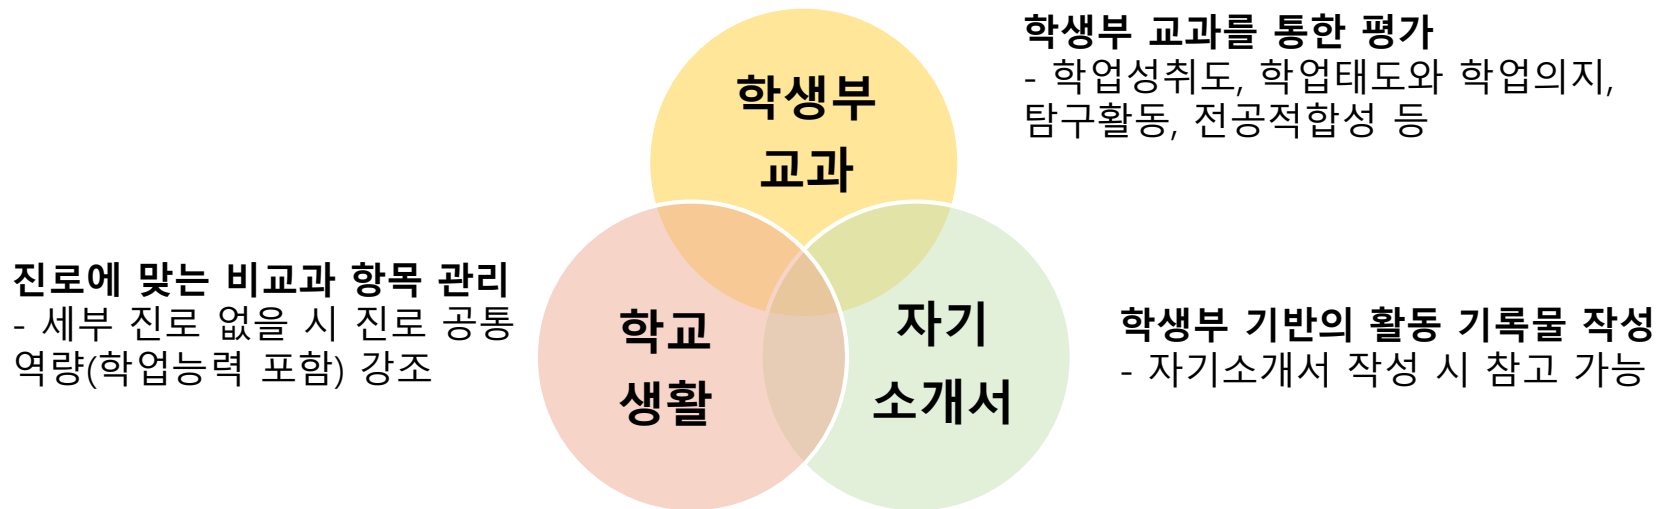 학생부 교과를 통한 평가
- 학업성취도, 학업태도와 학업의지,
탐구활동, 전공적합성 등
학생부
교과
진로에 맞는 비교과 항목 관리
- 세부 진로 없을 시 진로 공통
역량(학업능력 포함) 강조
학교
생활
자기
소개서
학생부 기반의 활동 기록물 작성
- 자기소개서 작성 시 참고 가능